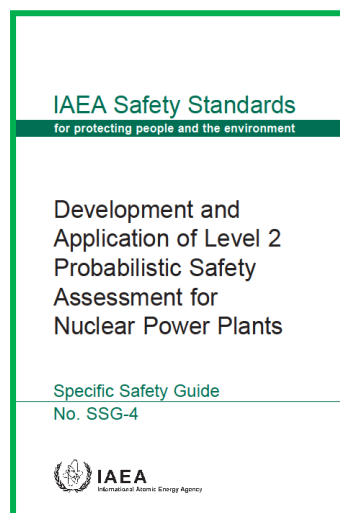 IAEA Safety Standards
for protecting people and the environment
Development and
Application of Level 2
Probabilistic Safety
Assessment for
Nuclear Power Plants
Specific Safety Guide
No. SSG-4
IAEA
International Atomic Energy Agency